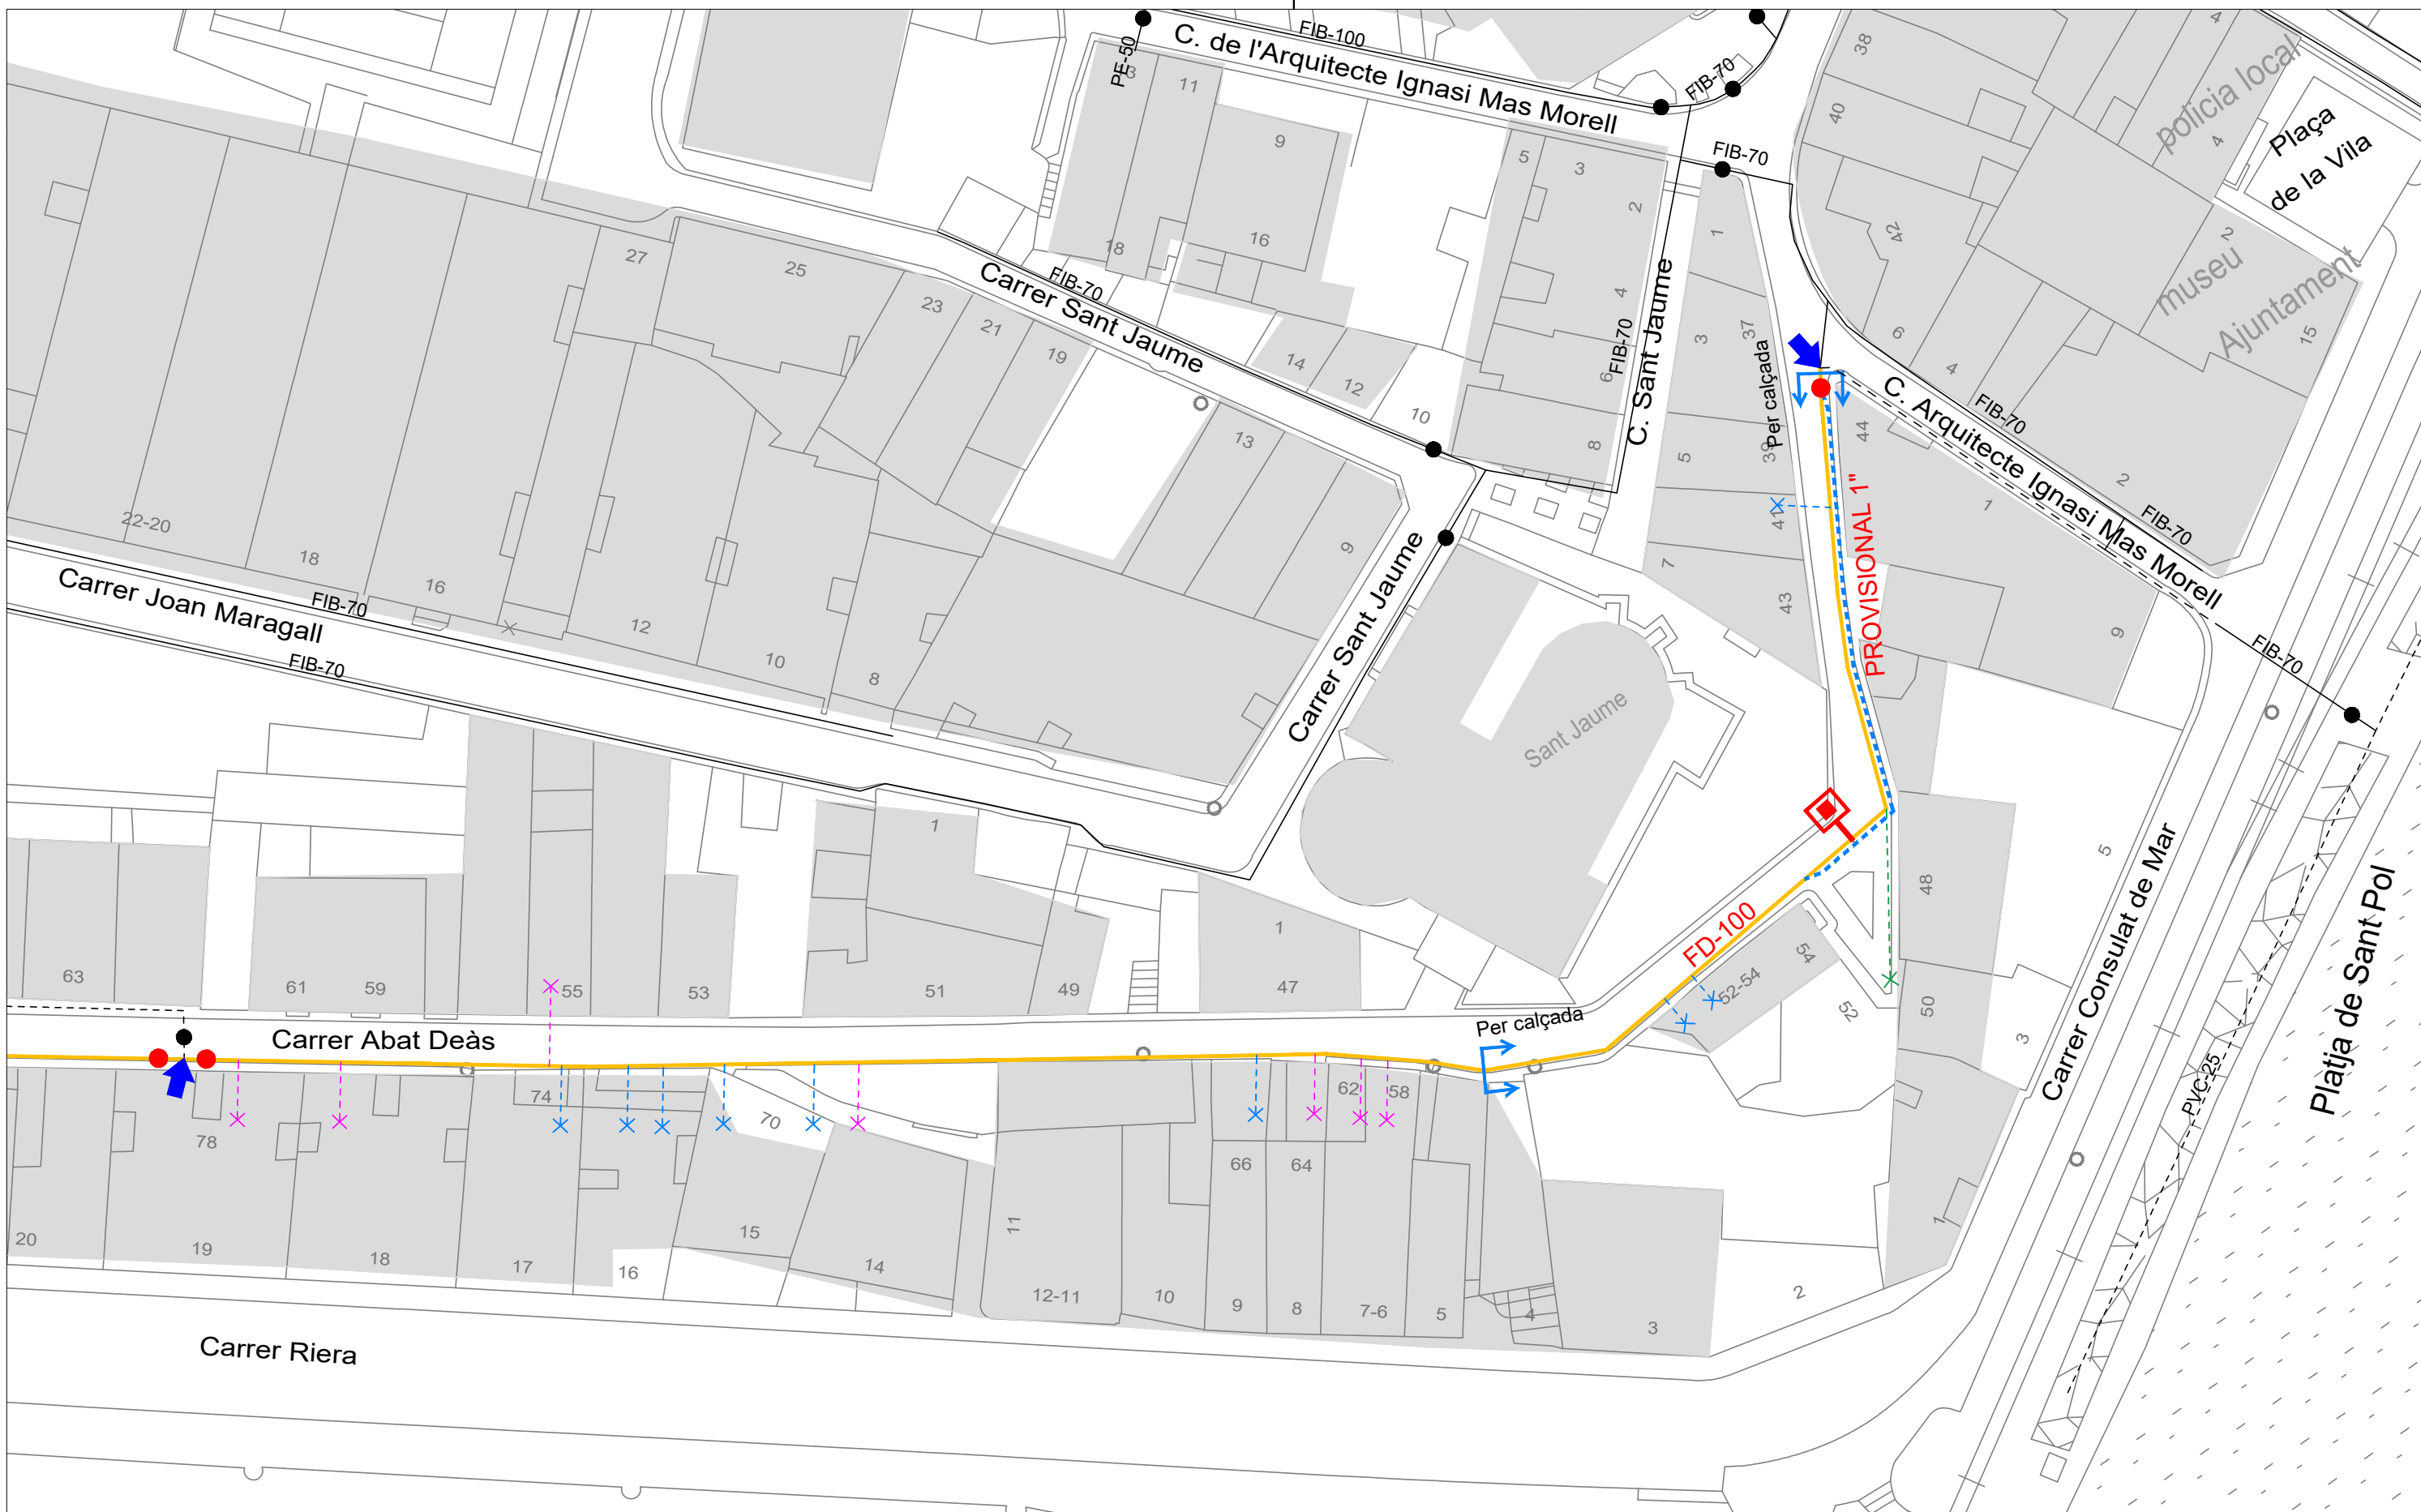 FIB-100
C. de l'Arquitecte Ignasi Mas Morell
PE-50
3
11
9
FIB-70
38
4
policia local
4
Plaça
de la Vila
40
5
3
2
FIB-70
1
42
2
museu
Ajuntament
15
27
25
18
16
FIB-70
Carrer Sant Jaume
23
21
19
14
12
10
4
6
8
FIB-70
C. Sant Jaume
3
37
Per calçada
5
39
41
7
43
6
4
C. Arquitecte Ignasi Mas Morell
FIB-70
2
FIB-70
44
1
9
PROVISIONAL 1"
13
9
22-20
18
16
12
10
8
Carrer Joan Maragall
FIB-70
FIB-70
Carrer Sant Jaume
Sant Jaume
FIB-70
1
5
63
61
59
55
53
51
49
1
47
FD-100
54
52-54
52
48
50
3
Carrer Consulat de Mar
Platja de Sant Pol
PVC-25
Per calçada
Carrer Abat Deàs
78
74
70
66
64
62
58
20
19
18
17
16
15
14
11
12-11
10
9
8
7-6
5
4
3
2
1
Carrer Riera